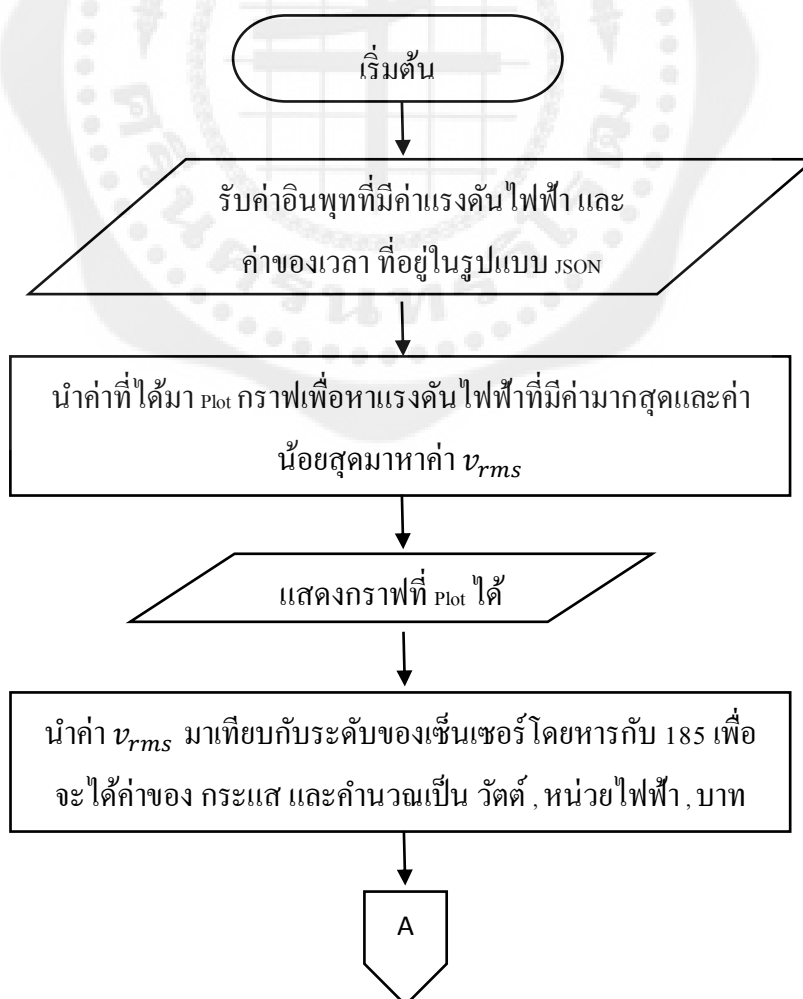 เริ่มต้น
รับค่าอินพุทที่มีค่าแรงดันไฟฟ้า และ
ค่าของเวลา ที่อยู่ในรูปแบบ JSON
นำค่าที่ได้มา Plot กราฟเพื่อหาแรงดันไฟฟ้าที่มีค่ามากสุดและค่า
น้อยสุดมาหาค่า v_{rms}
แสดงกราฟที่ Plot ได้
นำค่า v_{rms} มาเทียบกับระดับของเซ็นเซอร์โดยหารกับ 185 เพื่อ
จะได้ค่าของ กระแส และคำนวณเป็น วัตต์ , หน่วยไฟฟ้า , บาท
A